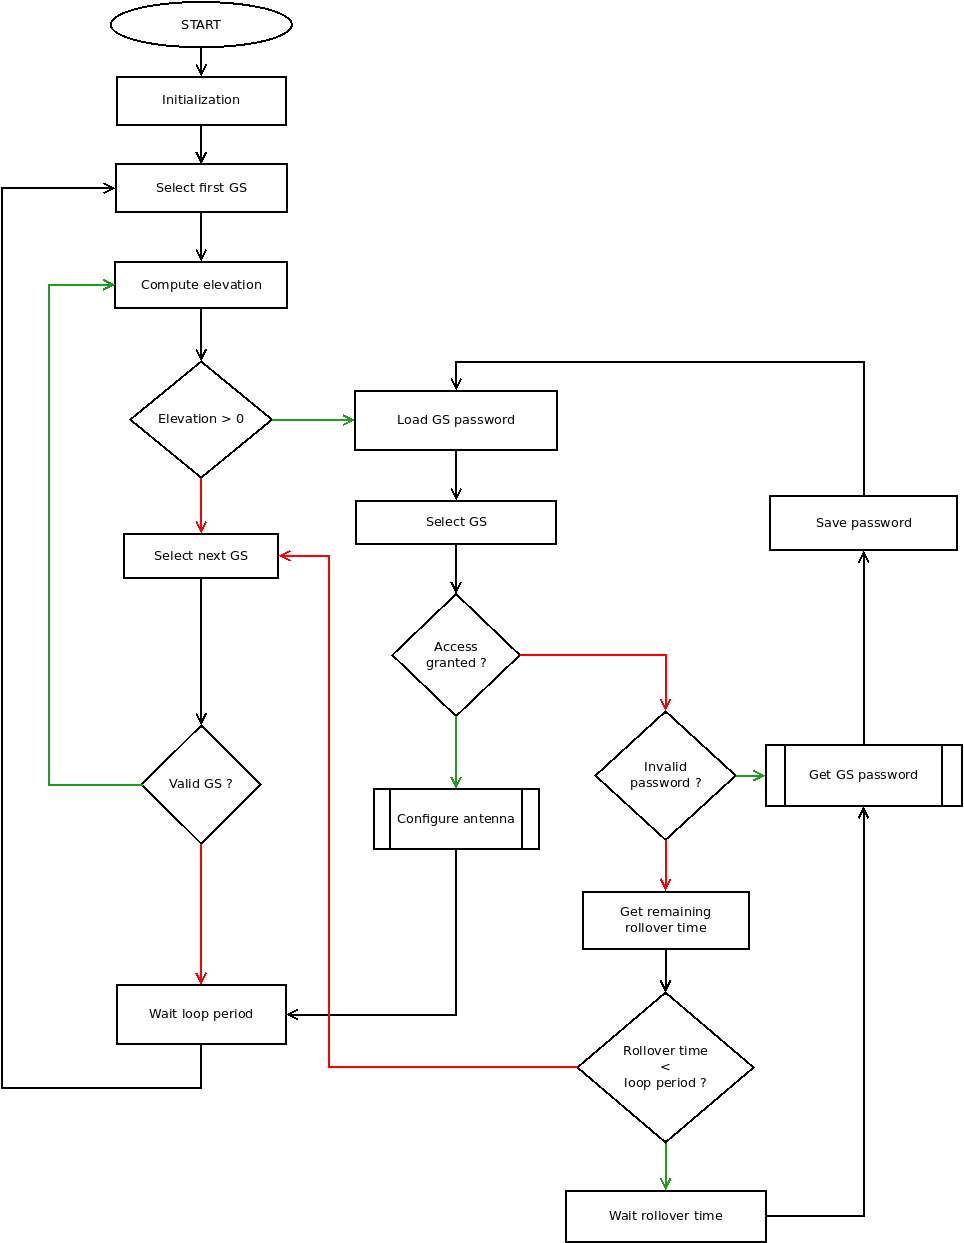 START
Initialization
Select first GS
Compute elevation
Elevation > 0
Load GS password
Select GS
Save password
Select next GS
Access
granted ?
Invalid
password ?
Get GS password
Valid GS ?
Configure antenna
Get remaining
rollover time
Wait loop period
Rollover time
<
loop period ?
Wait rollover time